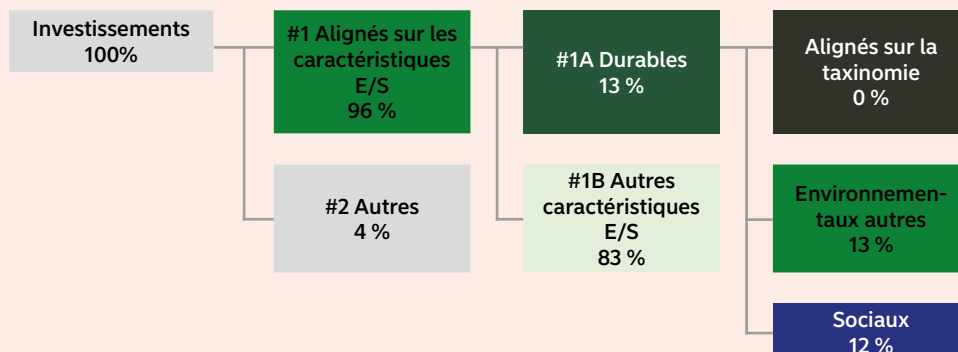 Investissements
100%
#1 Alignés sur les
caractéristiques
E/S
96 %
#1A Durables
13 %
Alignés sur la
taxinomie
0 %
#2 Autres
4 %
#1B Autres
caractéristiques
E/S
83 %
Environnemen-
taux autres
13 %
Sociaux
12 %